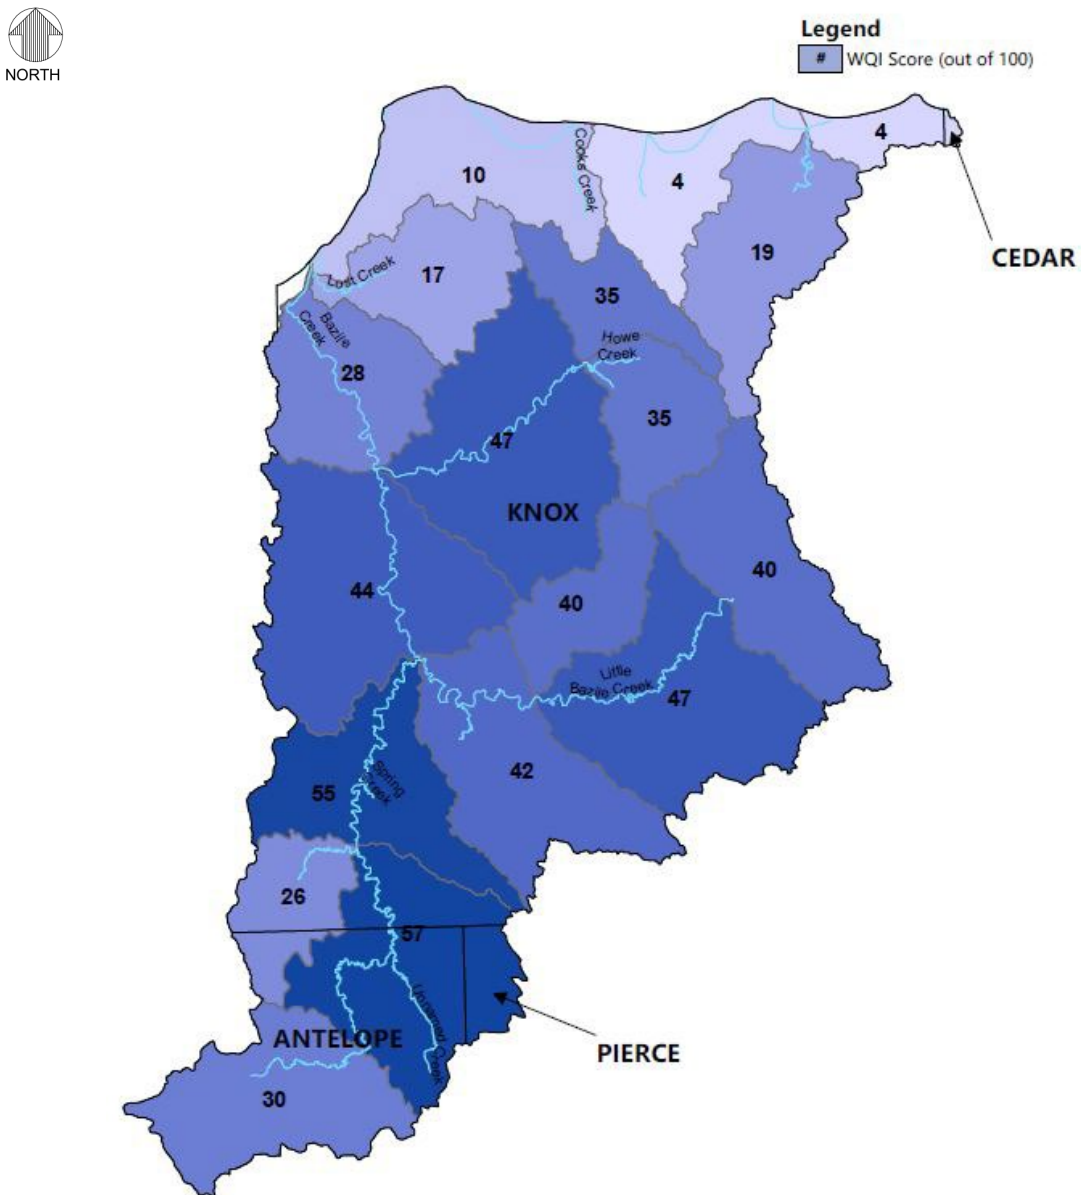 NORTH
Legend
# WQI Score (out of 100)
4
10
Cooks Creek
4
19
CEDAR
17
Lost Creek
35
Bazile
Creek
Howe
Creek
28
35
47
KNOX
40
44
40
Little
Bazile Creek
47
42
Spring
Creek
55
26
57
Unnamed Creek
ANTELOPE
PIERCE
30